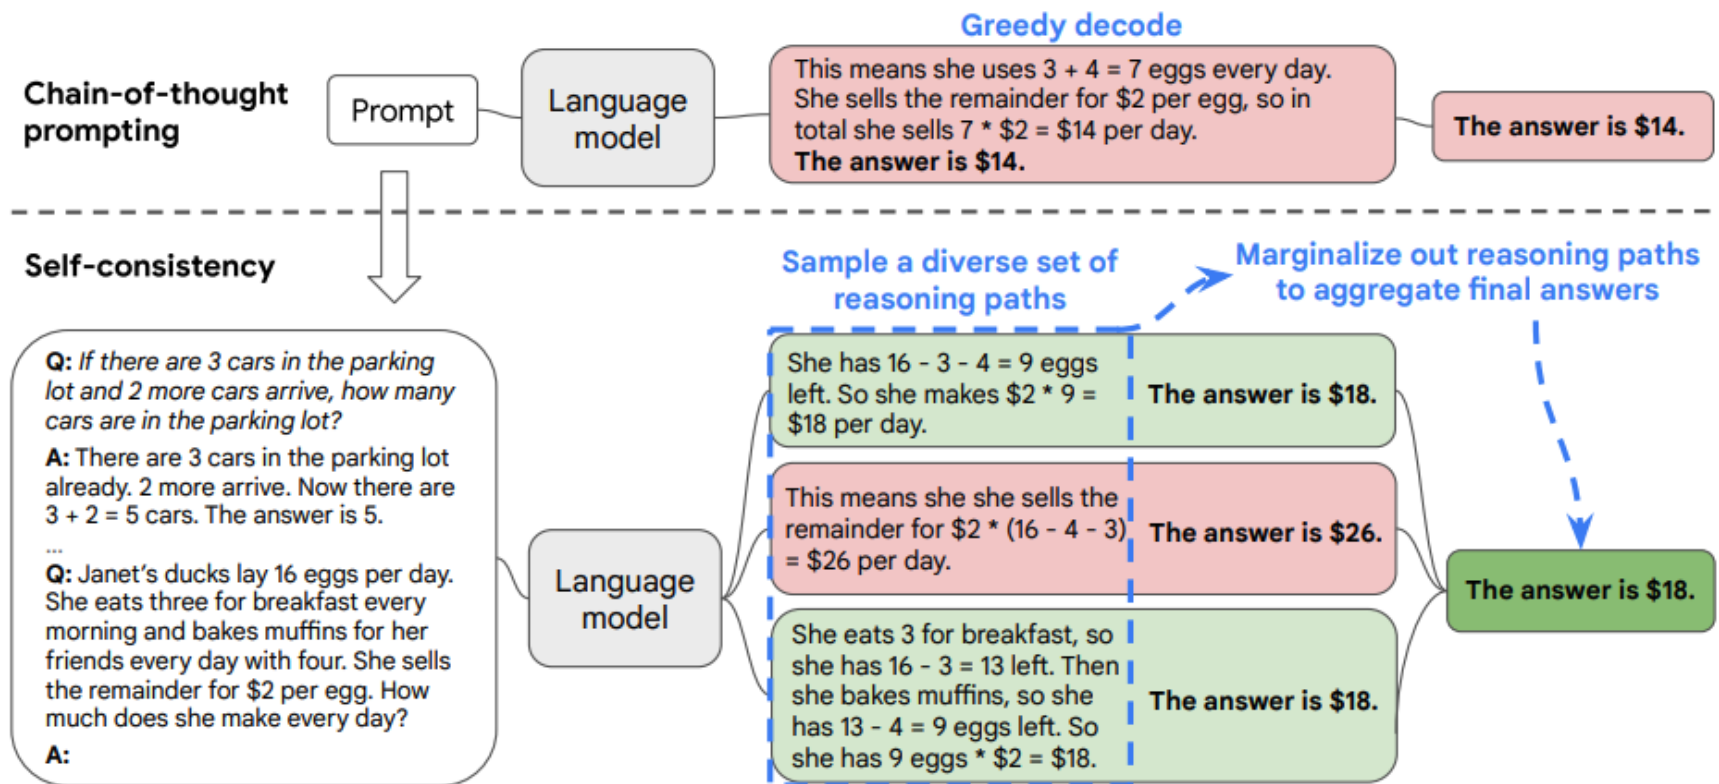 Greedy decode
Chain-of-thought
prompting
Prompt
Language
model
This means she uses 3 + 4 = 7 eggs every day.
She sells the remainder for $2 per egg, so in
total she sells 7 * $2 = $14 per day.
The answer is $14.
The answer is $14.
Self-consistency
Sample a diverse set of
reasoning paths
Marginalize out reasoning paths
to aggregate final answers
Q: If there are 3 cars in the parking
lot and 2 more cars arrive, how many
cars are in the parking lot?
A: There are 3 cars in the parking lot
already. 2 more arrive. Now there are
3 + 2 = 5 cars. The answer is 5.
...
Q: Janet's ducks lay 16 eggs per day.
She eats three for breakfast every
morning and bakes muffins for her
friends every day with four. She sells
the remainder for $2 per egg. How
much does she make every day?
A:
Language
model
She has 16 - 3 - 4 = 9 eggs
left. So she makes $2 * 9 =
$18 per day.
The answer is $18.
This means she she sells the
remainder for $2 * (16 - 4 - 3)
= $26 per day.
The answer is $26.
She eats 3 for breakfast, so
she has 16 - 3 = 13 left. Then
she bakes muffins, so she
has 13 - 4 = 9 eggs left. So
she has 9 eggs * $2 = $18.
The answer is $18.
The answer is $18.